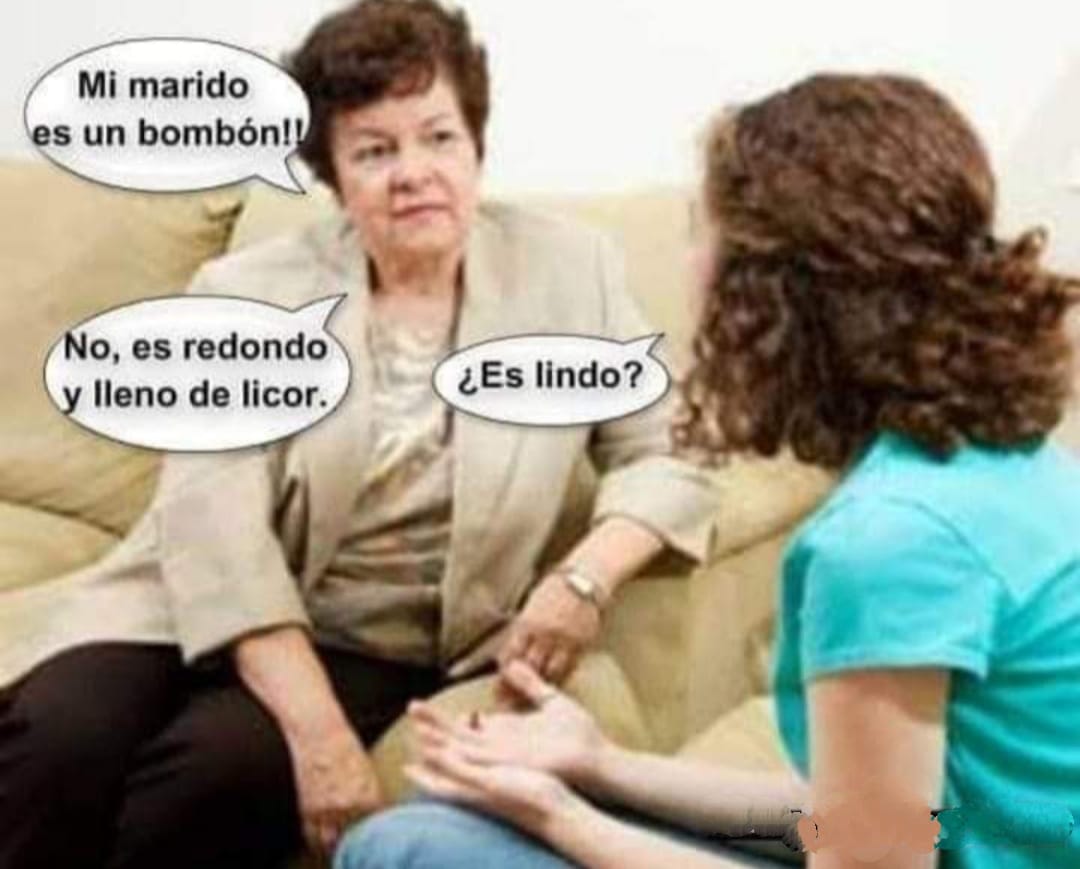 Mi marido
es un bombón!!
¿Es lindo?
No, es redondo
y lleno de licor.